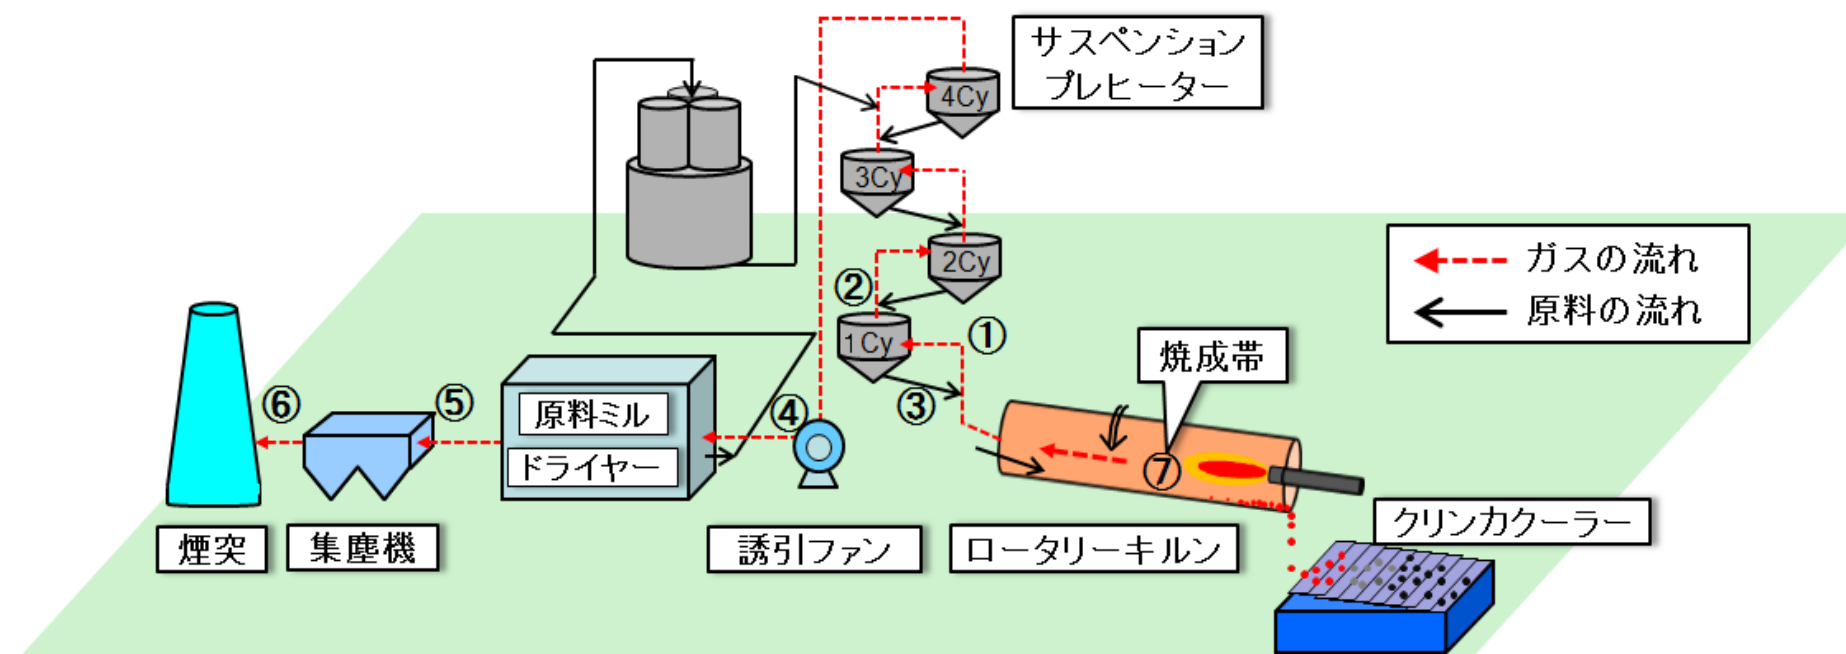 サスペンション
プレヒーター
4Cy
3Cy
2Cy
1Cy
ガスの流れ
原料の流れ
②
①
③
焼成帯
⑦
⑥
⑤
④
原料ミル
ドライヤー
煙突
集塵機
誘引ファン
ロータリーキルン
クリンカクーラー